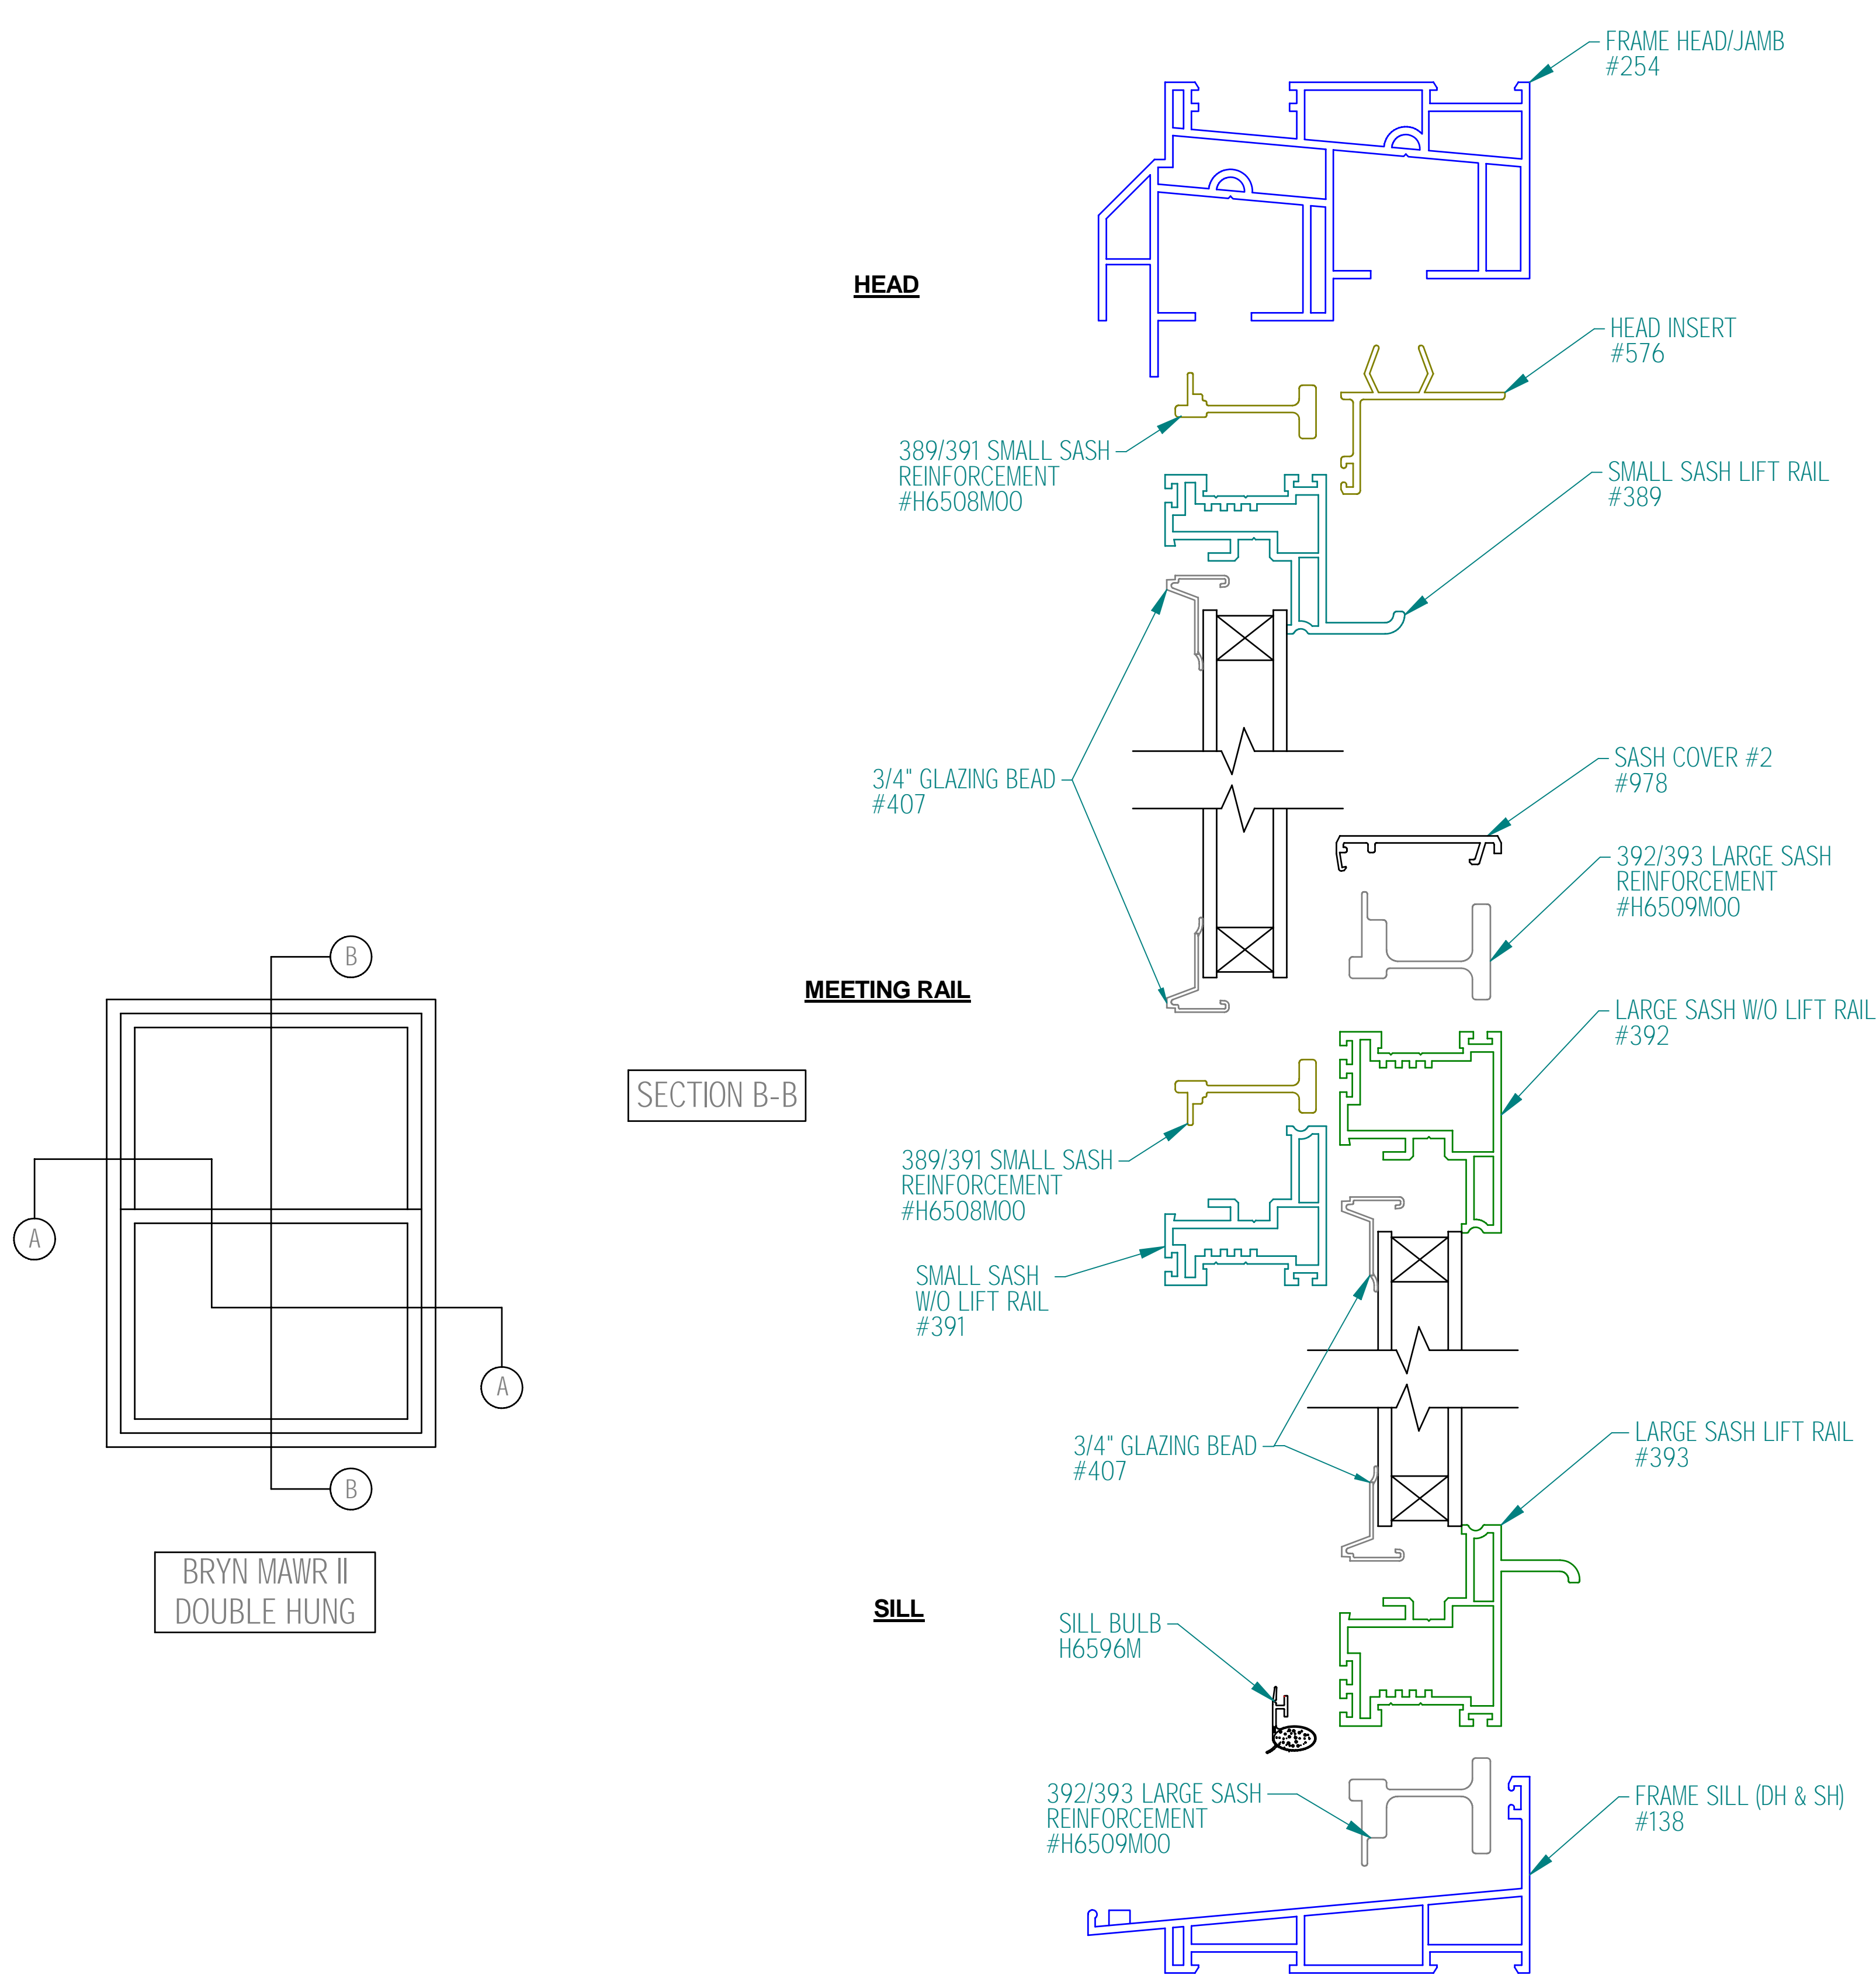 FRAME HEAD/JAMB
#254
HEAD
HEAD INSERT
#576
389/391 SMALL SASH
REINFORCEMENT
#H6508M00
SMALL SASH LIFT RAIL
#389
3/4" GLAZING BEAD
#407
SASH COVER #2
#978
392/393 LARGE SASH
REINFORCEMENT
#H6509M00
MEETING RAIL
LARGE SASH W/O LIFT RAIL
#392
SECTION B-B
389/391 SMALL SASH
REINFORCEMENT
#H6508M00
SMALL SASH
W/O LIFT RAIL
#391
B
A
A
B
BRYN MAWR II
DOUBLE HUNG
3/4" GLAZING BEAD
#407
LARGE SASH LIFT RAIL
#393
SILL
SILL BULB
H6596M
392/393 LARGE SASH
REINFORCEMENT
#H6509M00
FRAME SILL (DH & SH)
#138